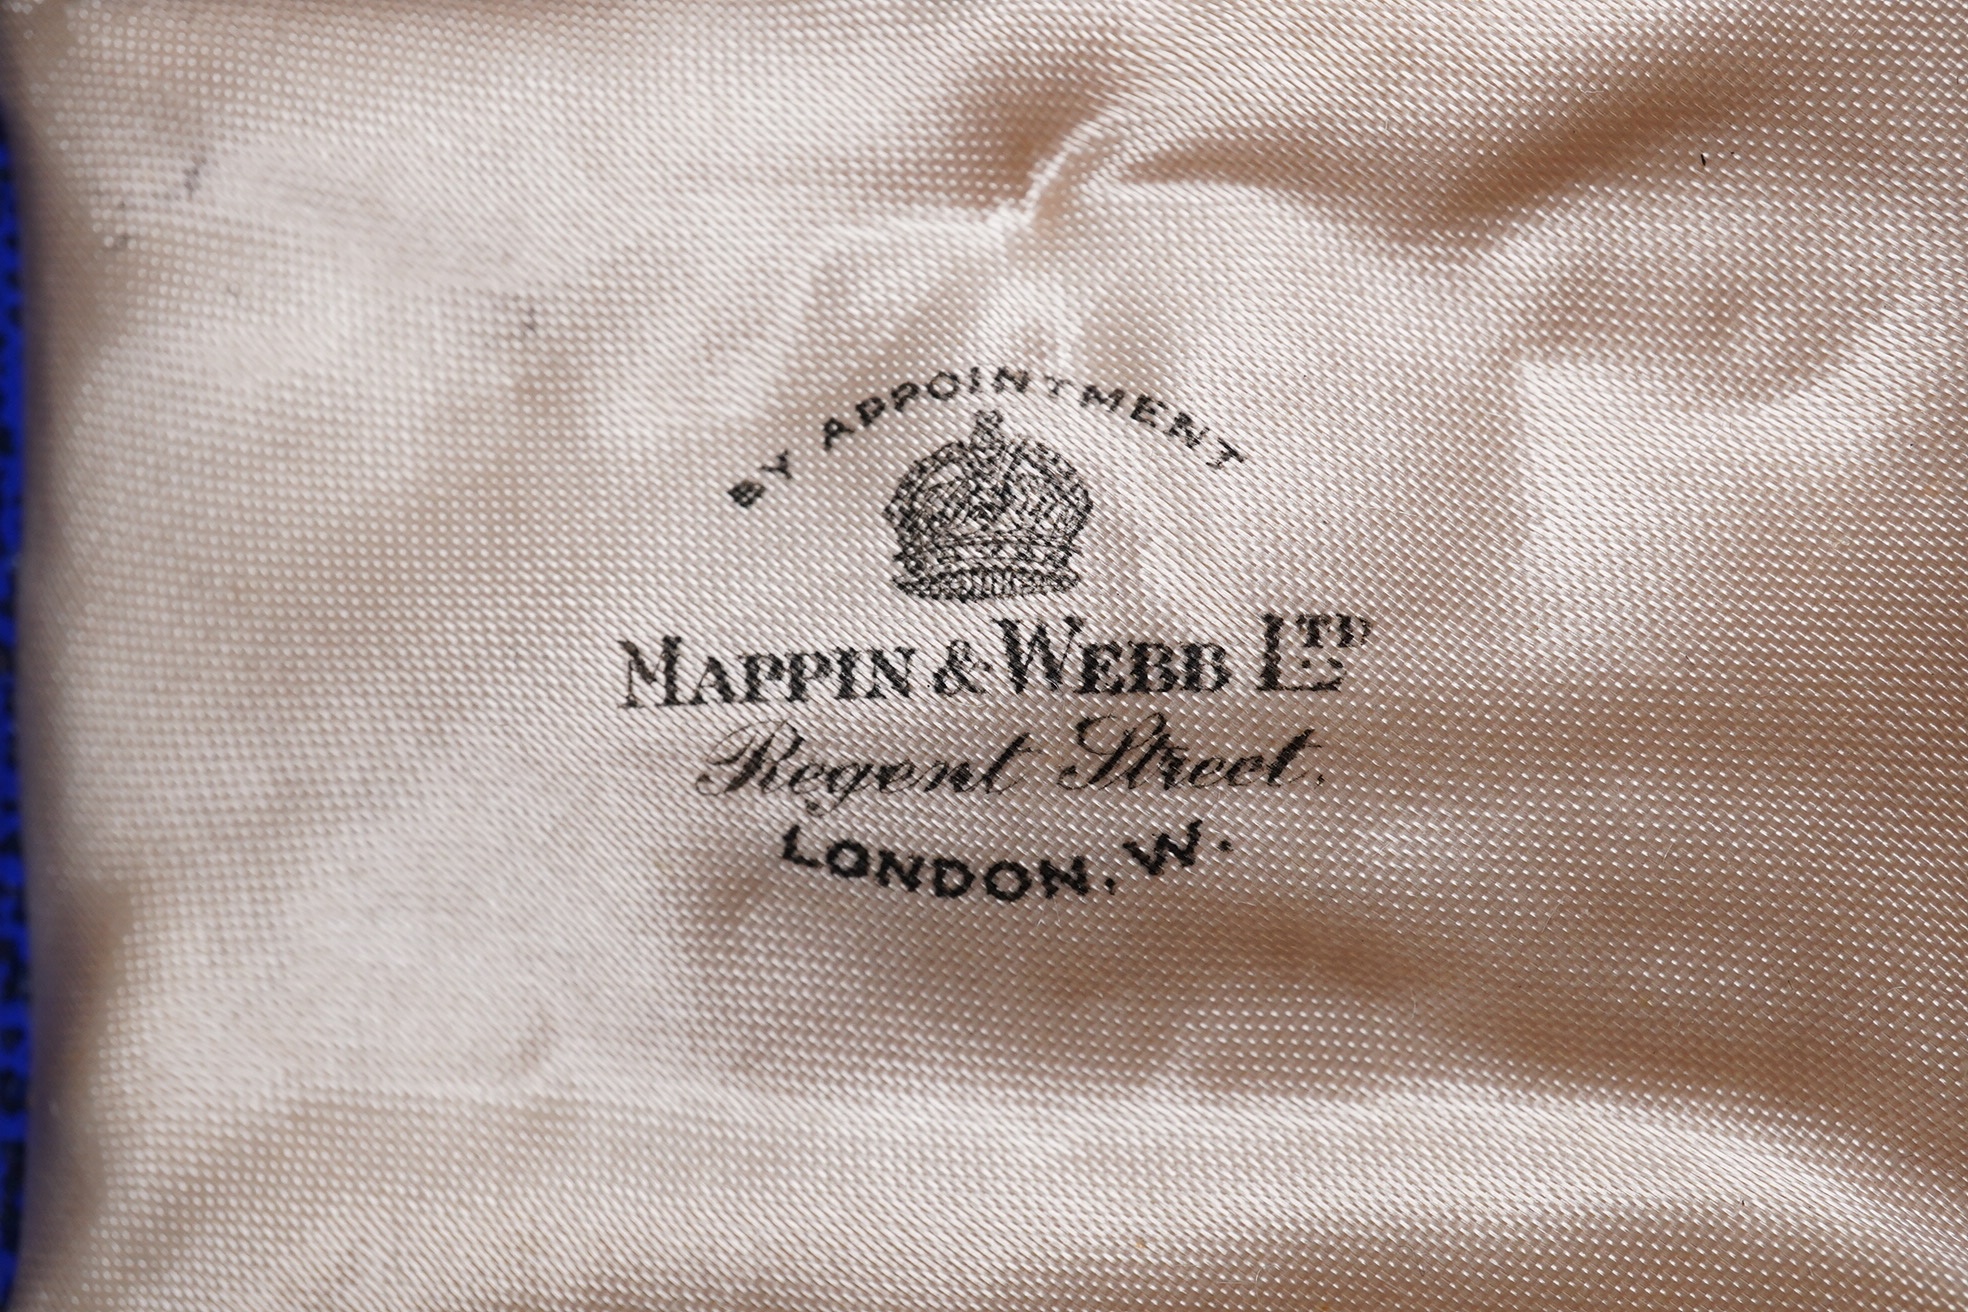 BY APPOINTMENT
MAPPIN & WEBB LTD
Regent Street,
LONDON, W.